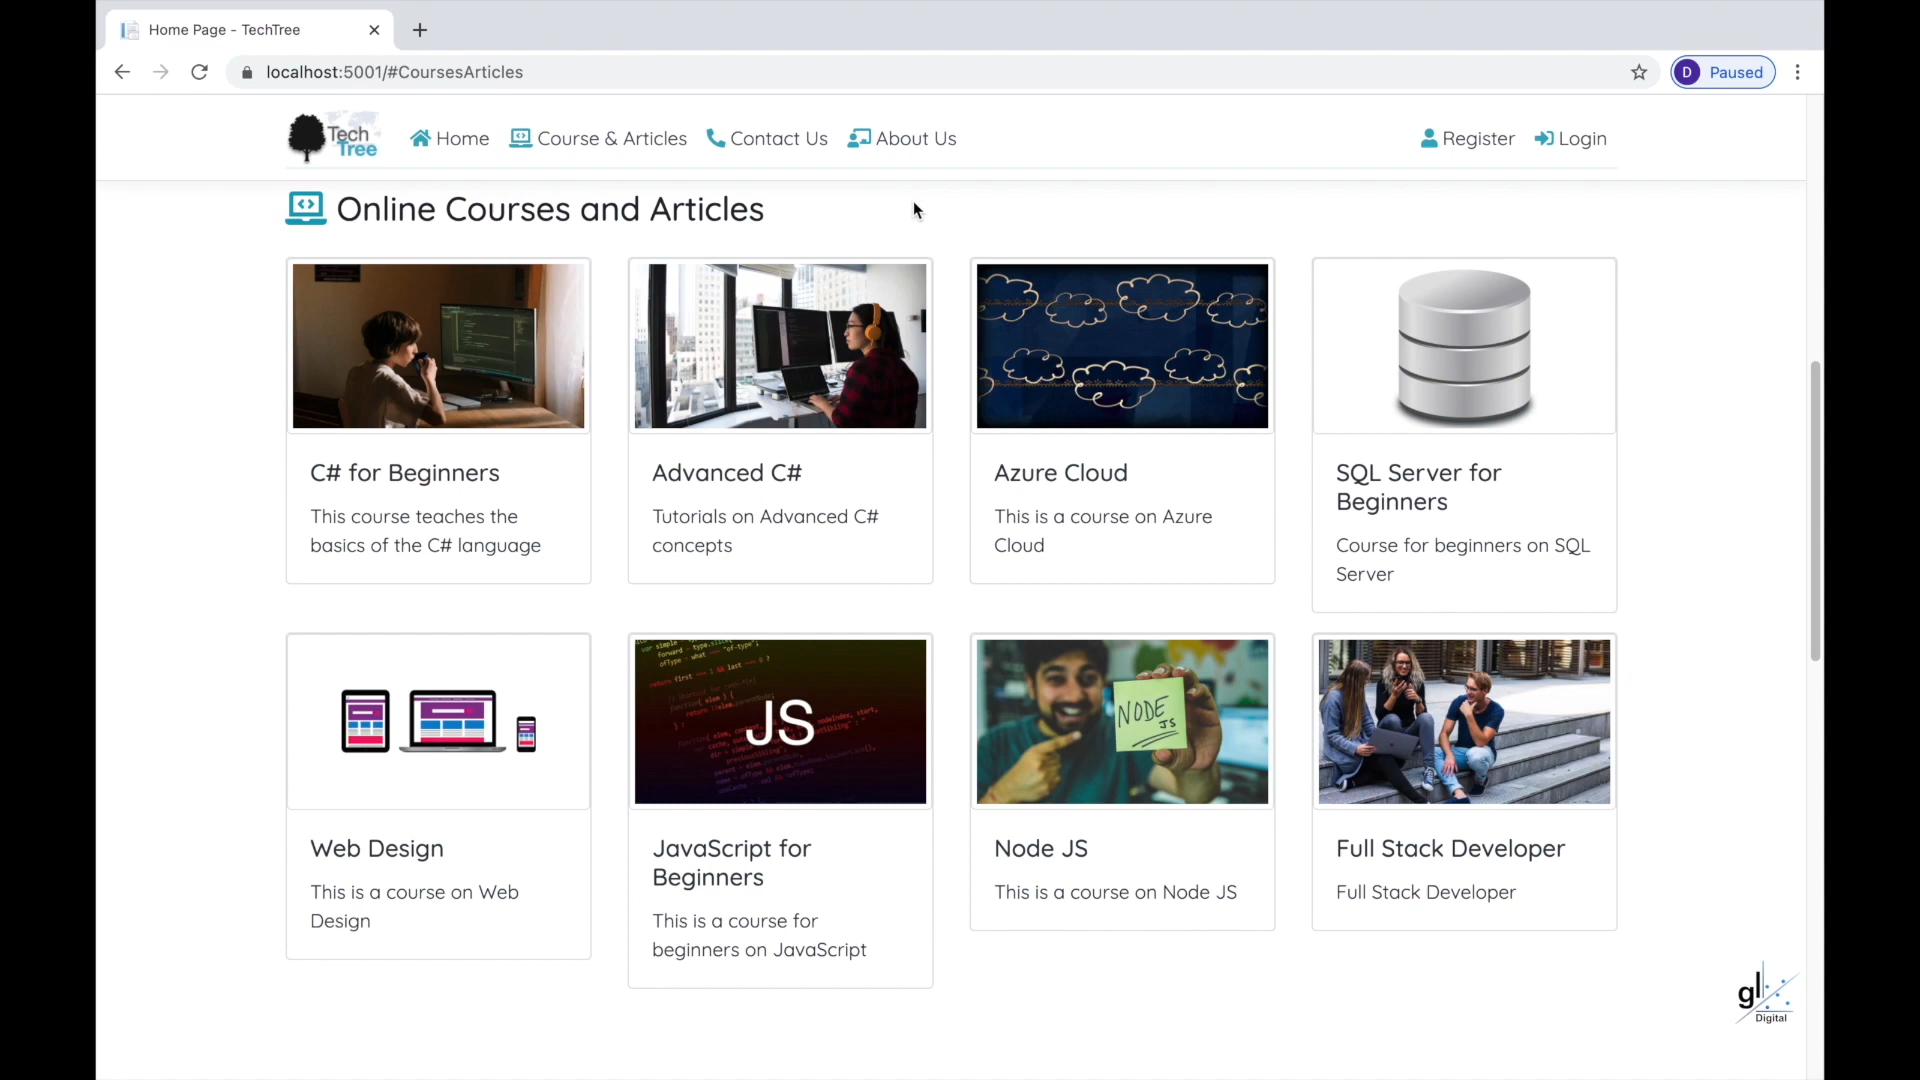 Home Page - TechTree
localhost:5001/#CoursesArticles
D Paused
Tech
Tree
Home
Course & Articles
Contact Us
About Us
Register
Login
Online Courses and Articles
C# for Beginners
This course teaches the
basics of the C# language
Advanced C#
Tutorials on Advanced C#
concepts
Azure Cloud
This is a course on Azure
Cloud
SQL Server for
Beginners
Course for beginners on SQL
Server
JS
NODE
JS
Web Design
This is a course on Web
Design
JavaScript for
Beginners
This is a course for
beginners on JavaScript
Node JS
This is a course on Node JS
Full Stack Developer
Full Stack Developer
gl
Digital